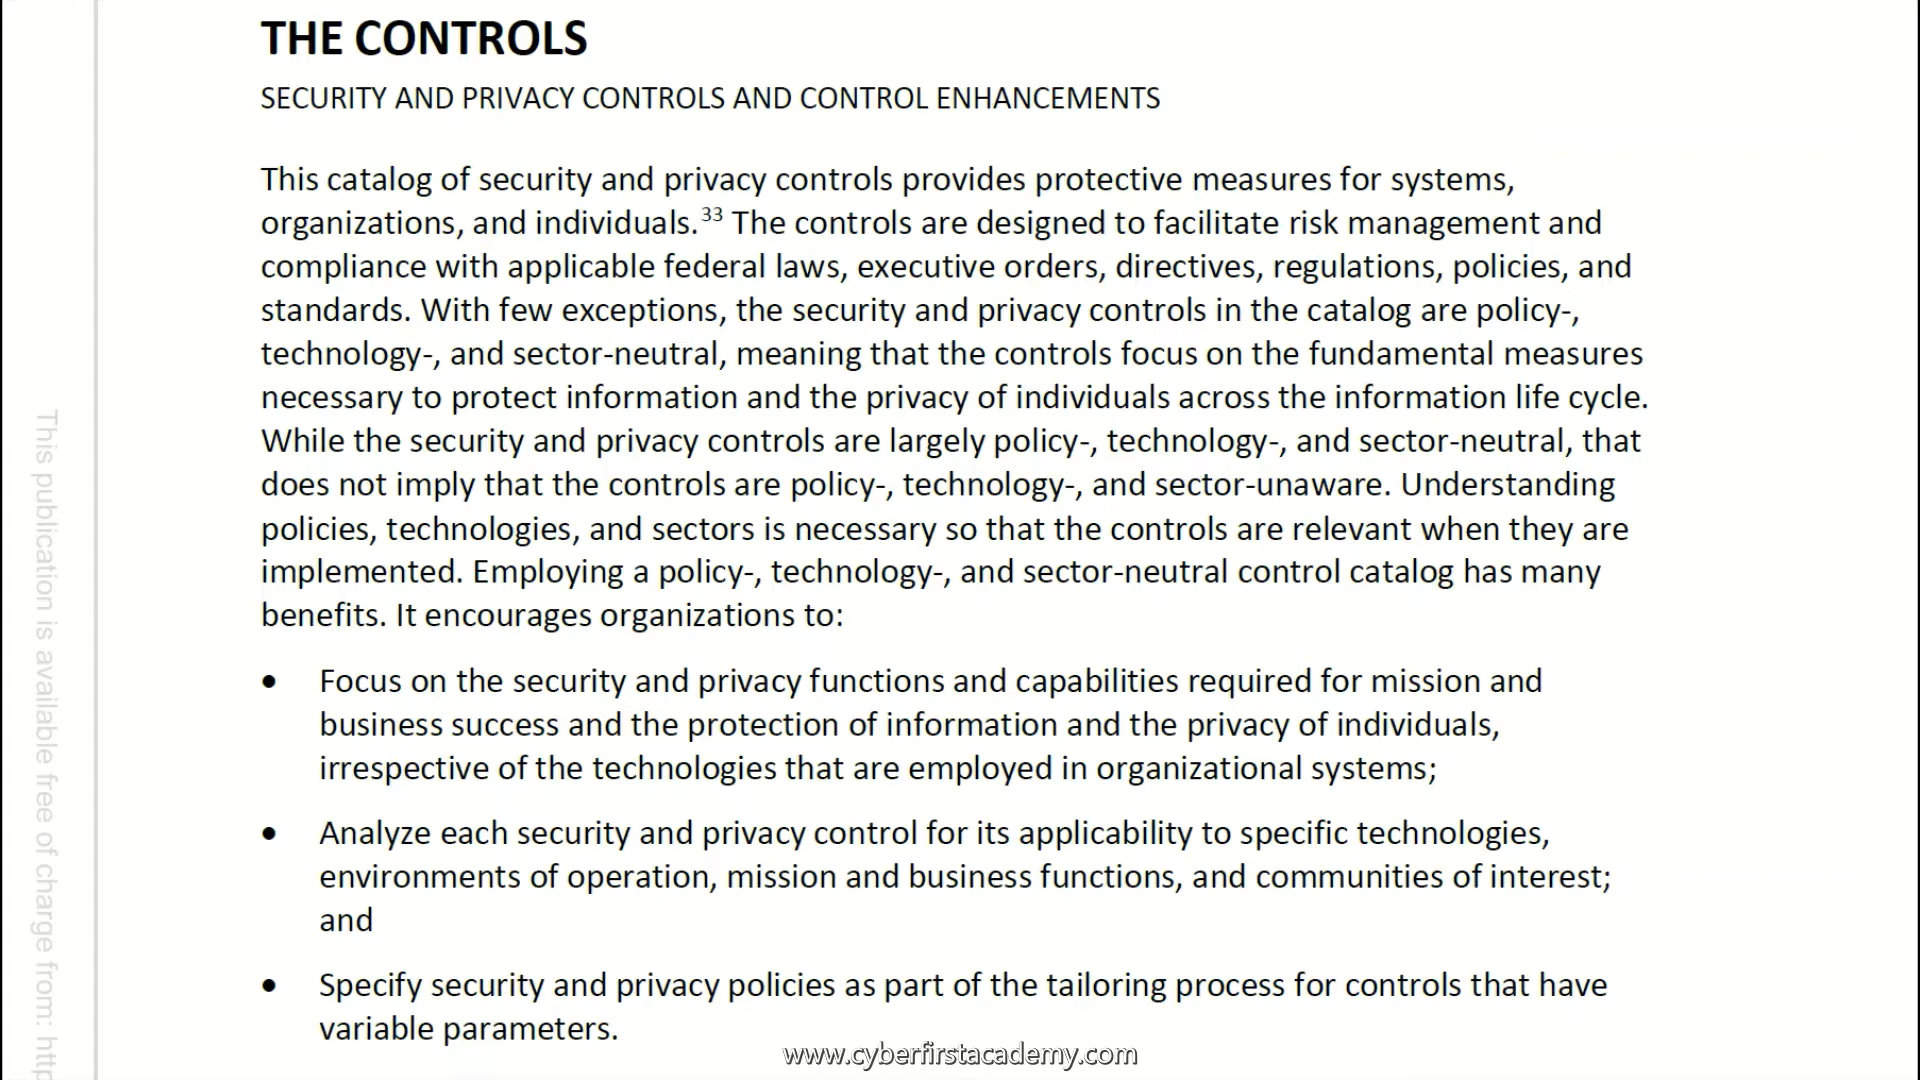 THE CONTROLS
SECURITY AND PRIVACY CONTROLS AND CONTROL ENHANCEMENTS
This catalog of security and privacy controls provides protective measures for systems,
organizations, and individuals.33 The controls are designed to facilitate risk management and
compliance with applicable federal laws, executive orders, directives, regulations, policies, and
standards. With few exceptions, the security and privacy controls in the catalog are policy-,
technology-, and sector-neutral, meaning that the controls focus on the fundamental measures
necessary to protect information and the privacy of individuals across the information life cycle.
While the security and privacy controls are largely policy-, technology-, and sector-neutral, that
does not imply that the controls are policy-, technology-, and sector-unaware. Understanding
policies, technologies, and sectors is necessary so that the controls are relevant when they are
implemented. Employing a policy-, technology-, and sector-neutral control catalog has many
benefits. It encourages organizations to:
• Focus on the security and privacy functions and capabilities required for mission and
business success and the protection of information and the privacy of individuals,
irrespective of the technologies that are employed in organizational systems;
• Analyze each security and privacy control for its applicability to specific technologies,
environments of operation, mission and business functions, and communities of interest;
and
• Specify security and privacy policies as part of the tailoring process for controls that have
variable parameters.
www.cyberfirstacademy.com
This publication is available free of charge from: http